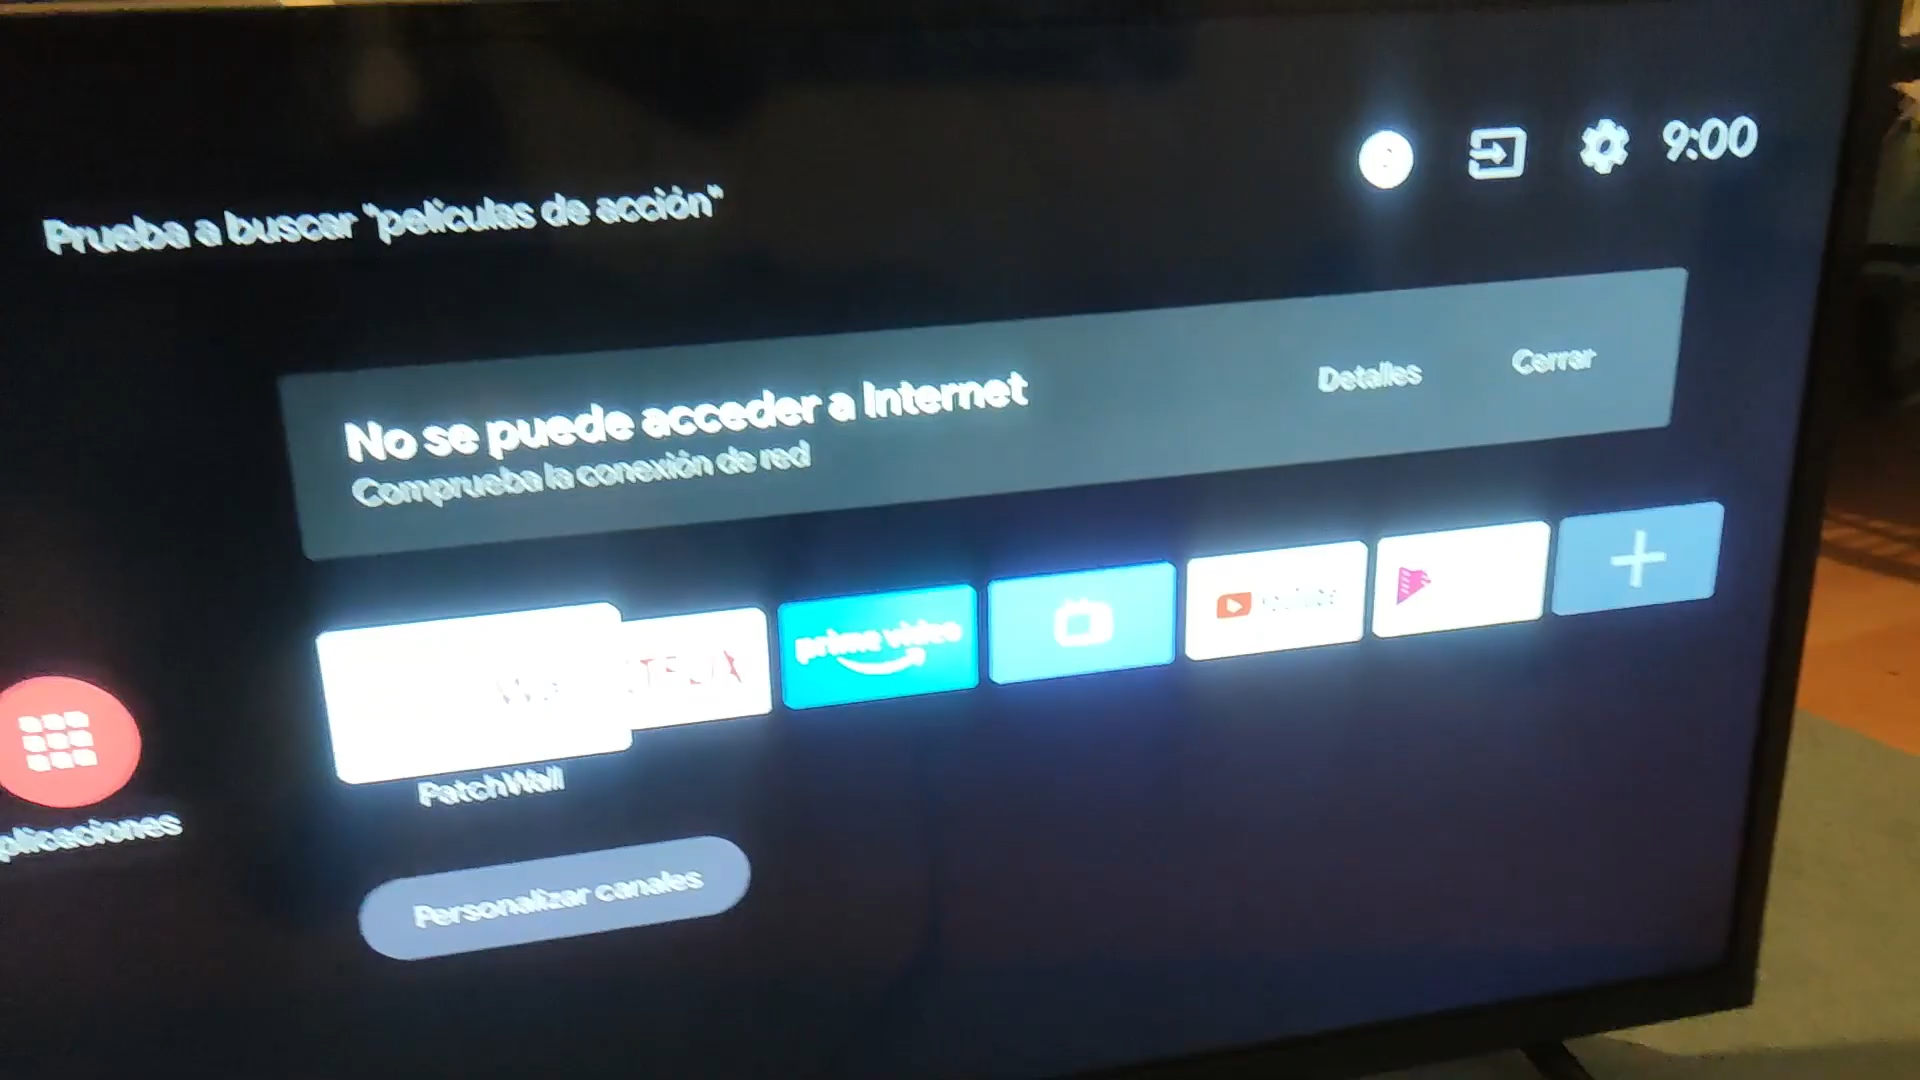 9:00
Prueba a buscar "películas de acción"
No se puede acceder a Internet
Comprueba la conexión de red
Detalles
Cerrar
prime video
YouTube
PatchWall
plicaciones
Personalizar canales